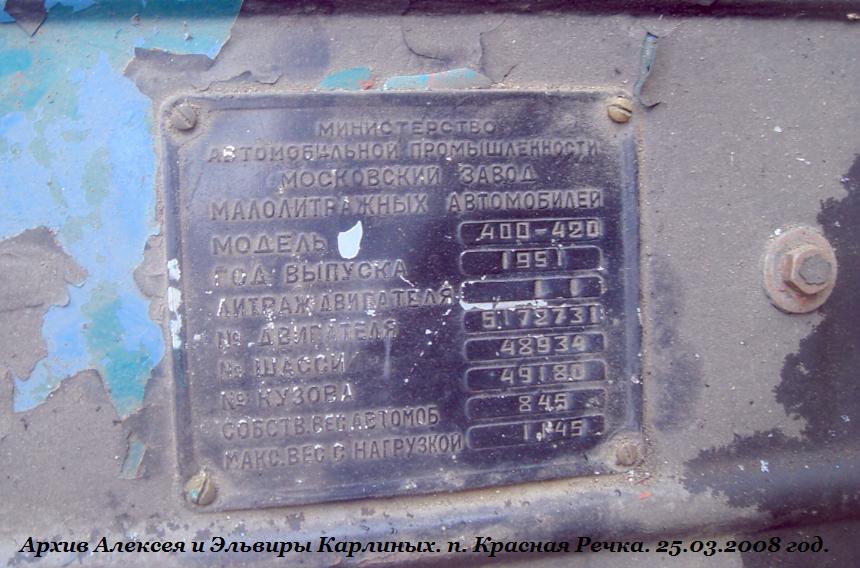 МИНИСТЕРСТВО
АВТОМОБИЛЬНОЙ ПРОМЫШЛЕННОСТИ
МОСКОВСКИЙ ЗАВОД
МАЛОЛИТРАЖНЫХ АВТОМОБИЛЕЙ
МОДЕЛЬ 400-420
ГОД ВЫПУСКА 1951
ЛИТРАЖ ДВИГАТЕЛЯ 1 1
№ ДВИГАТЕЛЯ 5172731
№ ШАССИ 48934
№ КУЗОВА 49180
СОБСТВ. ВЕС АВТОМОБ 845
МАКС. ВЕС С НАГРУЗКОЙ
Архив Алексея и Эльвиры Карлиных. п. Красная Речка. 25.03.2008 год.